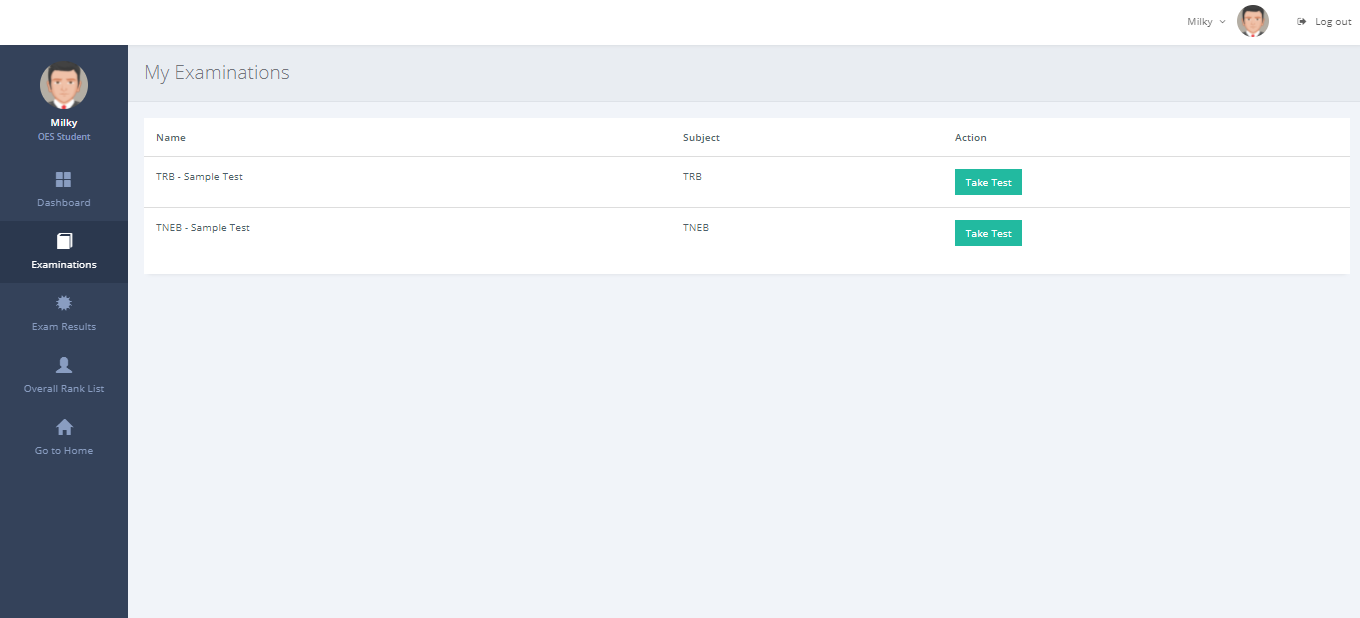 Milky
Log out
Milky
OES Student
Dashboard
Examinations
Exam Results
Overall Rank List
Go to Home
My Examinations
Name Subject Action
TRB - Sample Test TRB Take Test
TNEB - Sample Test TNEB Take Test